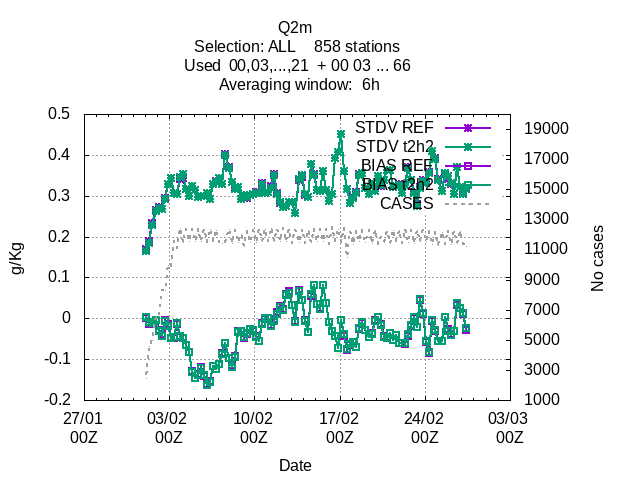 Q2m
Selection: ALL    858 stations
Used  00,03,...,21  + 00 03 ... 66
Averaging window:  6h
0.5
0.4
0.3
0.2
0.1
0
-0.1
-0.2
g/Kg
STDV REF
STDV t2h2
BIAS REF
BIAS t2h2
CASES
19000
17000
15000
13000
11000
9000
7000
5000
3000
1000
No cases
27/01 03/02 10/02 17/02 24/02 03/03
00Z 00Z 00Z 00Z 00Z 00Z
Date